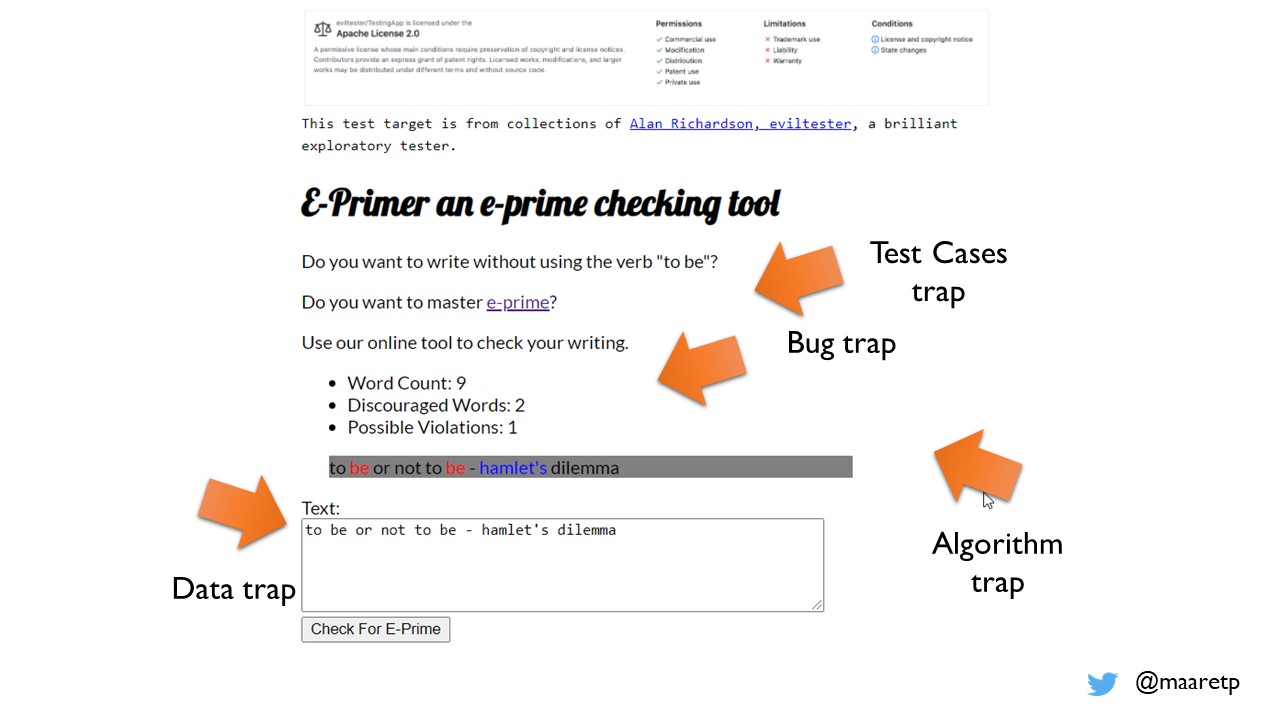 eviltester/TestingApp is licensed under the
Apache License 2.0
A permissive license whose main conditions require preservation of copyright and license notices.
Contributors provide an express grant of patent rights. Licensed works, modifications, and larger
works may be distributed under different terms and without source code.
Permissions
Commercial use
Modification
Distribution
Patent use
Private use
Limitations
Trademark use
Liability
Warranty
Conditions
License and copyright notice
State changes
This test target is from collections of Alan Richardson, eviltester, a brilliant
exploratory tester.
E-Primer an e-prime checking tool
Do you want to write without using the verb "to be"?
Test Cases
trap
Do you want to master e-prime?
Use our online tool to check your writing.
Bug trap
• Word Count: 9
• Discouraged Words: 2
• Possible Violations: 1
to be or not to be - hamlet's dilemma
Text:
to be or not to be - hamlet's dilemma
Algorithm
trap
Data trap
Check For E-Prime
@maaretp